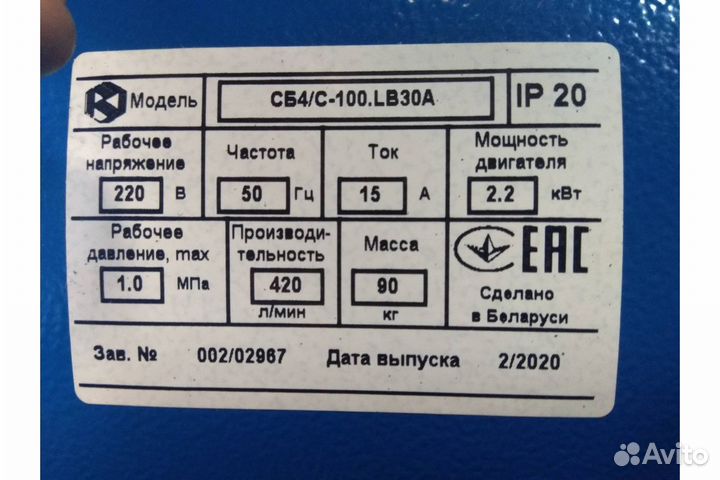 Модель СБ4/С-100.LB30A IP 20
Рабочее напряжение 220 В
Частота 50 Гц
Ток 15 А
Мощность двигателя 2.2 кВт
Рабочее давление, max 1.0 МПа
Производи-
тельность 420 л/мин
Масса 90 кг
ЕАС
Сделано
в Беларуси
Зав. № 002/02967 Дата выпуска 2/2020
Avito